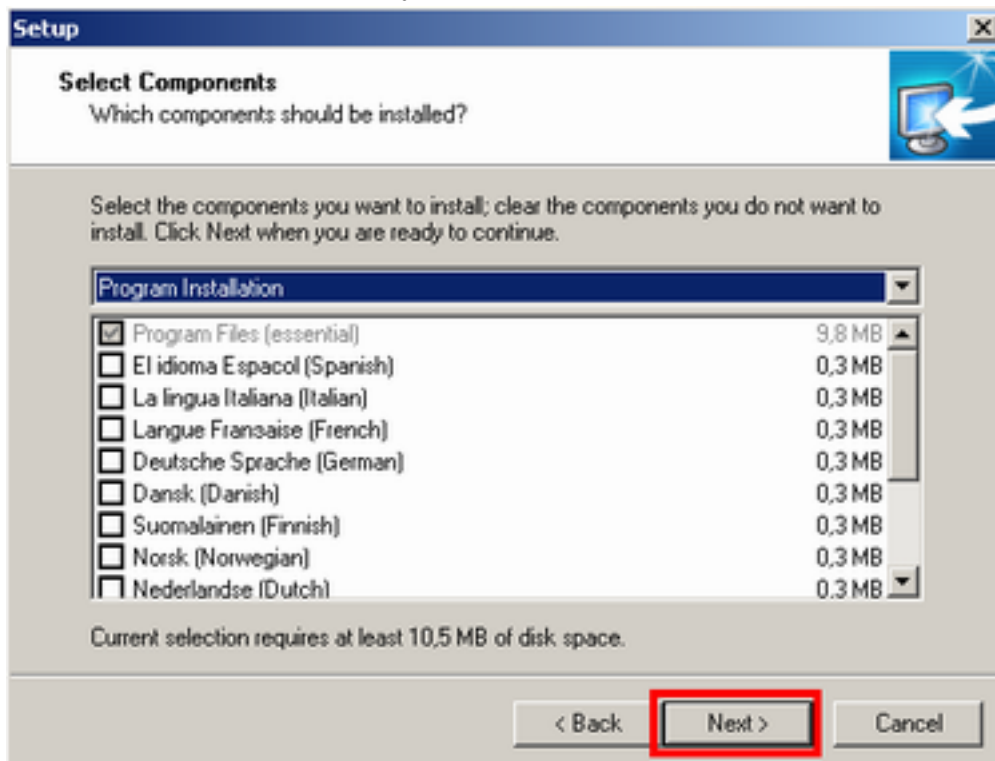 Setup
Select Components
Which components should be installed?
Select the components you want to install; clear the components you do not want to
install. Click Next when you are ready to continue.
Program Installation
Program Files (essential) 9,8 MB
El idioma Espacol (Spanish) 0,3 MB
La lingua Italiana (Italian) 0,3 MB
Langue Fransaise (French) 0,3 MB
Deutsche Sprache (German) 0,3 MB
Dansk (Danish) 0,3 MB
Suomalainen (Finnish) 0,3 MB
Norsk (Norwegian) 0,3 MB
Nederlandse (Dutch) 0,3 MB
Current selection requires at least 10,5 MB of disk space.
< Back Next > Cancel